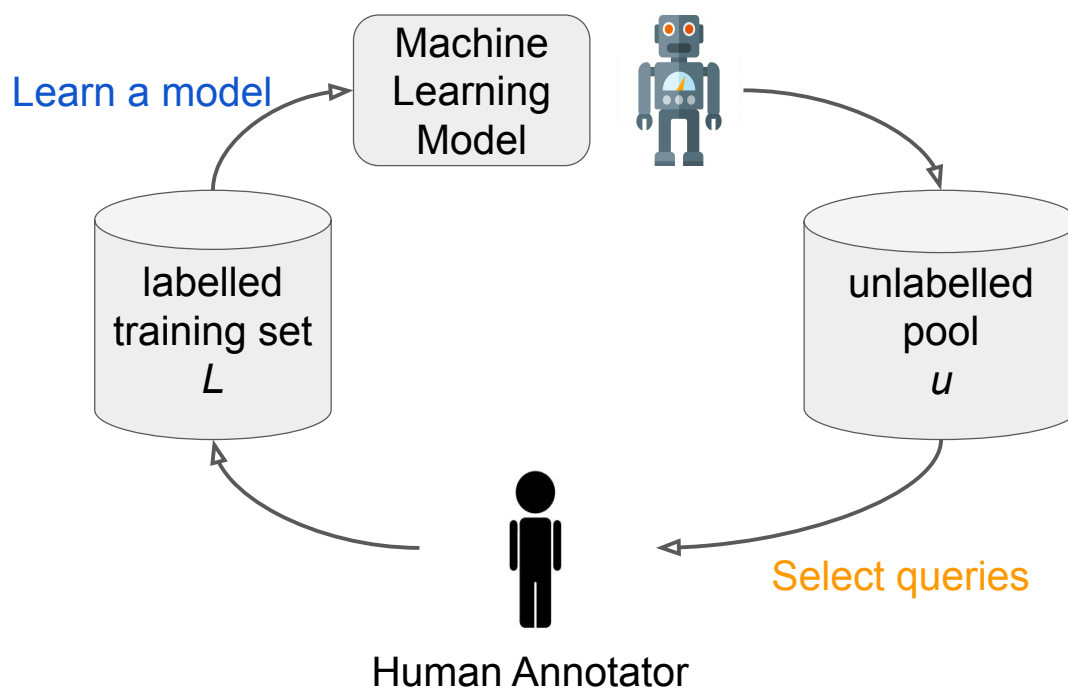 Machine
Learning
Model
Learn a model
labelled
training set
L
unlabelled
pool
u
Select queries
Human Annotator